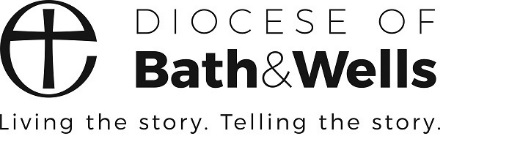 DIOCESE OF
Bath&Wells
Living the story. Telling the story.